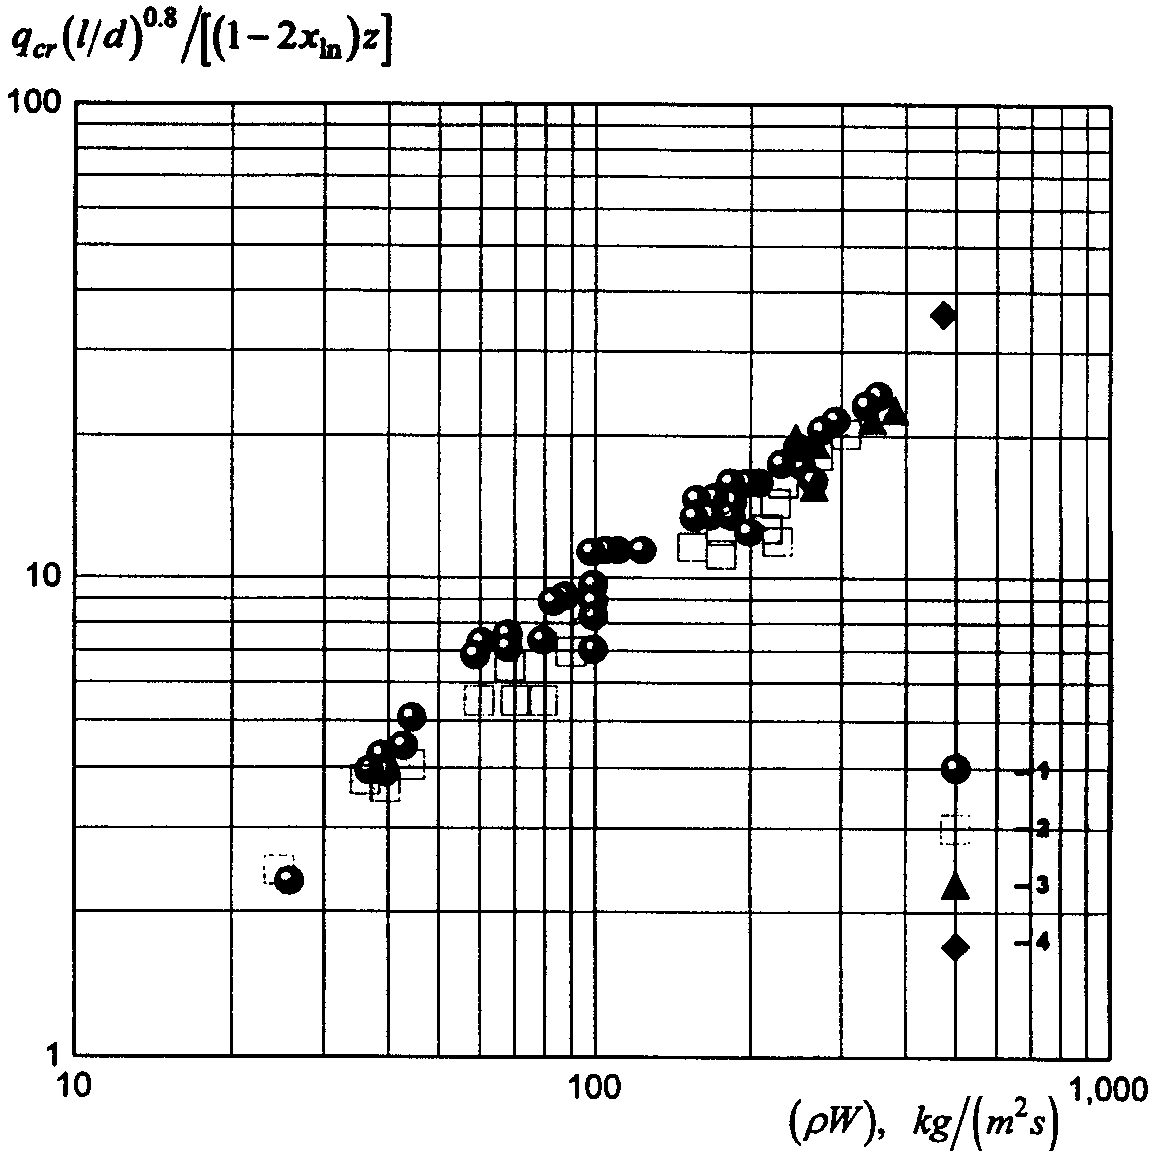 q_cr(l/d)^0.8/[(1-2x_in)z]
100
10
1
-1
-2
-3
-4
10 100 1,000
(ρW), kg/(m²s)